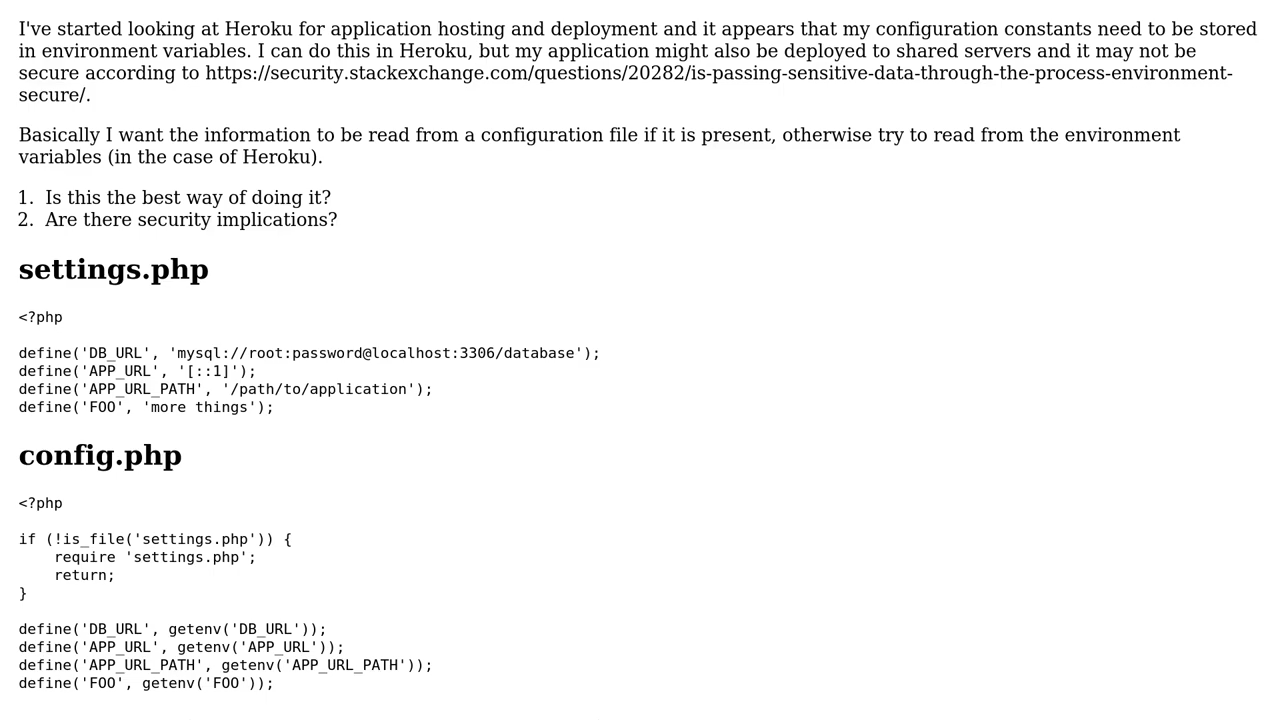 I've started looking at Heroku for application hosting and deployment and it appears that my configuration constants need to be stored
in environment variables. I can do this in Heroku, but my application might also be deployed to shared servers and it may not be
secure according to https://security.stackexchange.com/questions/20282/is-passing-sensitive-data-through-the-process-environment-
secure/.
Basically I want the information to be read from a configuration file if it is present, otherwise try to read from the environment
variables (in the case of Heroku).
1. Is this the best way of doing it?
2. Are there security implications?
settings.php
<?php
define('DB_URL', 'mysql://root:password@localhost:3306/database');
define('APP_URL', '[::1]');
define('APP_URL_PATH', '/path/to/application');
define('FOO', 'more things');
config.php
<?php
if (!is_file('settings.php')) {
    require 'settings.php';
    return;
}
define('DB_URL', getenv('DB_URL'));
define('APP_URL', getenv('APP_URL'));
define('APP_URL_PATH', getenv('APP_URL_PATH'));
define('FOO', getenv('FOO'));